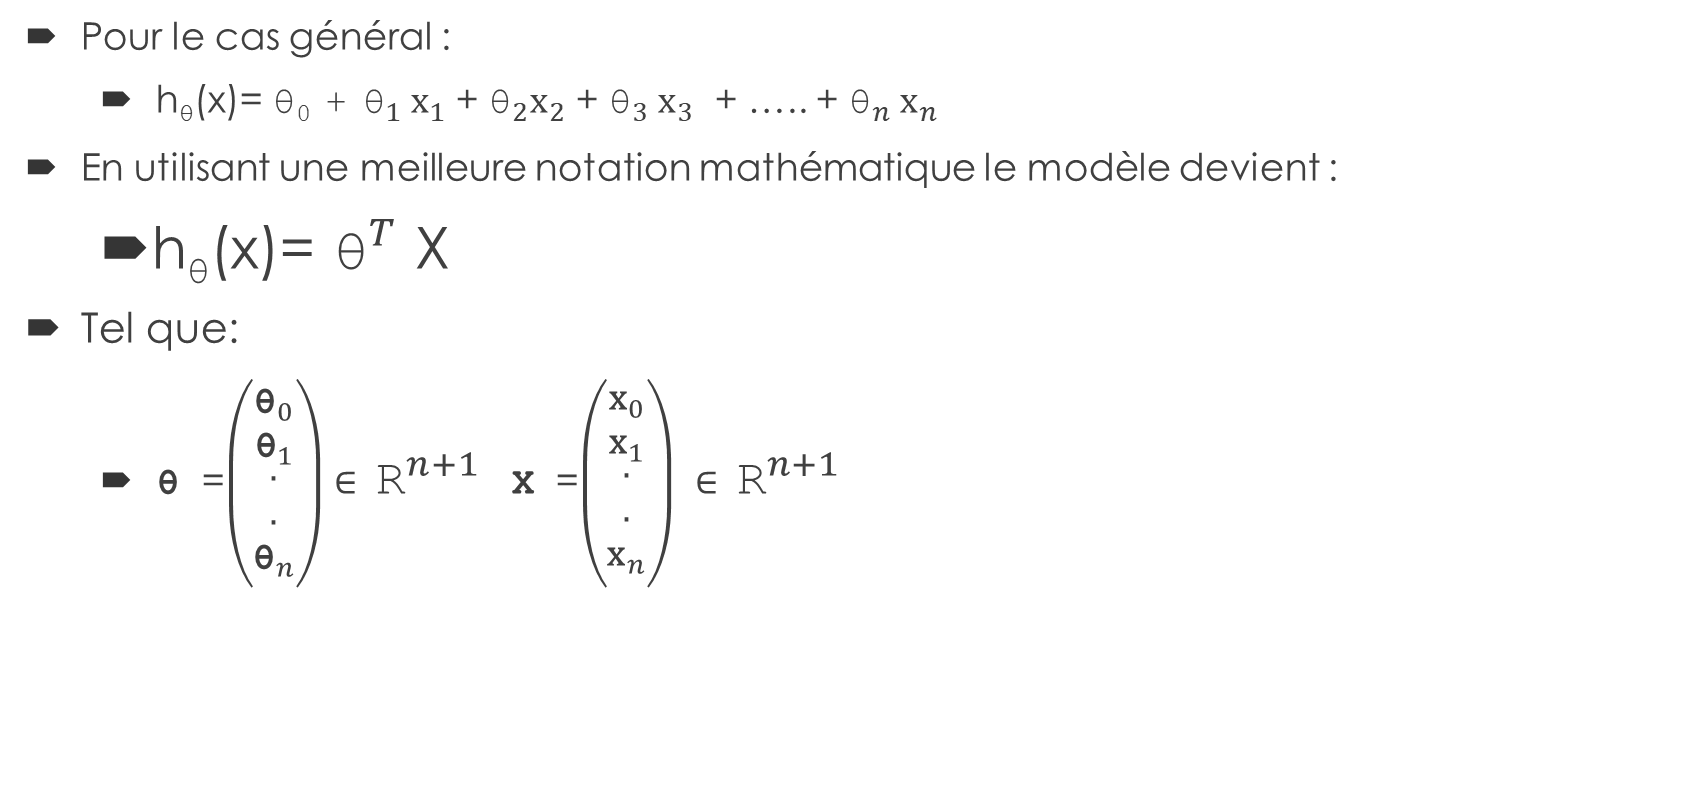 Pour le cas général :
hθ(x)= θ₀ + θ₁ x₁ + θ₂x₂ + θ₃ x₃ + ..... + θₙ xₙ
En utilisant une meilleure notation mathématique le modèle devient :
hθ(x)= θᵀ X
Tel que:
θ = (θ₀ θ₁ . . θₙ) ∈ ℝⁿ⁺¹ x = (x₀ x₁ . . xₙ) ∈ ℝⁿ⁺¹